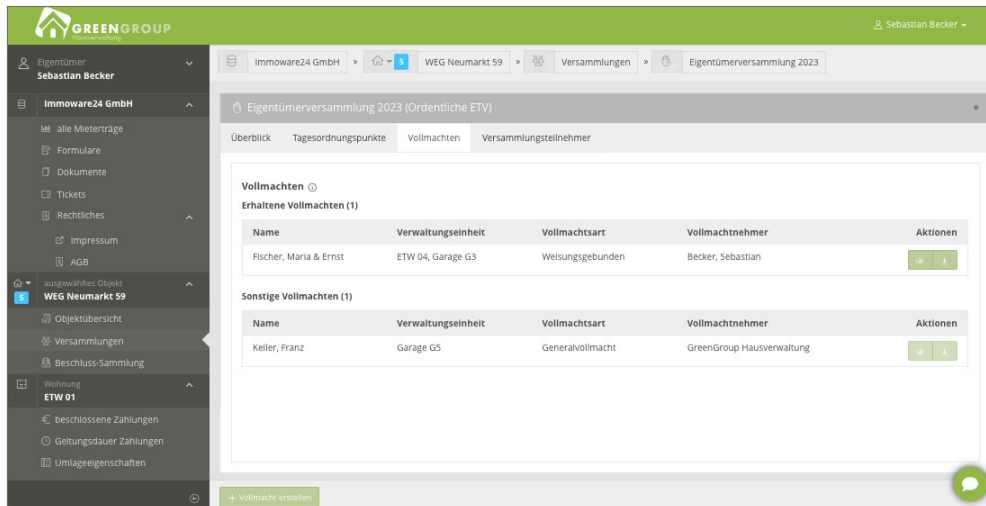 GREENGROUP
Hausverwaltung
Sebastian Becker
Eigentümer
Sebastian Becker
Immoware24 GmbH
alle Mieterträge
Formulare
Dokumente
Tickets
Rechtliches
Impressum
AGB
ausgewähltes Objekt
S WEG Neumarkt 59
Objektübersicht
Versammlungen
Beschluss-Sammlung
Wohnung
ETW 01
beschlossene Zahlungen
Geltungsdauer Zahlungen
Umlageeigenschaften
Immoware24 GmbH » S WEG Neumarkt 59 » Versammlungen » Eigentümerversammlung 2023
Eigentümerversammlung 2023 (Ordentliche ETV)
Überblick Tagesordnungspunkte Vollmachten Versammlungsteilnehmer
Vollmachten
Erhaltene Vollmachten (1)
Name Verwaltungseinheit Vollmachtsart Vollmachtnehmer Aktionen
Fischer, Maria & Ernst ETW 04, Garage G3 Weisungsgebunden Becker, Sebastian
Sonstige Vollmachten (1)
Name Verwaltungseinheit Vollmachtsart Vollmachtnehmer Aktionen
Keller, Franz Garage G5 Generalvollmacht GreenGroup Hausverwaltung
+ Vollmacht erstellen